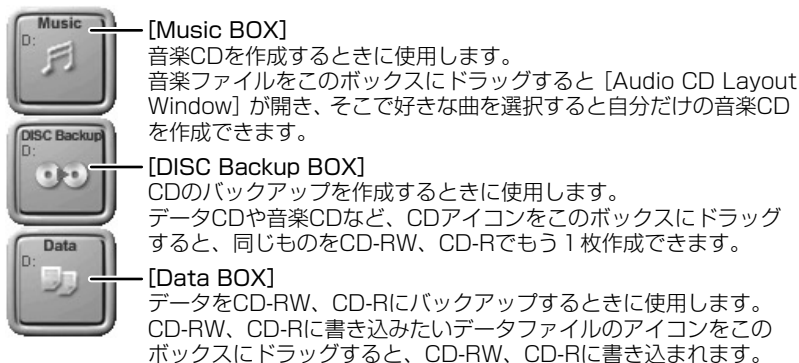 Music
D:
[Music BOX]
音楽CDを作成するときに使用します。
音楽ファイルをこのボックスにドラッグすると[Audio CD Layout
Window]が開き、そこで好きな曲を選択すると自分だけの音楽CD
を作成できます。
DISC Backup
D:
[DISC Backup BOX]
CDのバックアップを作成するときに使用します。
データCDや音楽CDなど、CDアイコンをこのボックスにドラッグ
すると、同じものをCD-RW、CD-Rでもう1枚作成できます。
Data
D:
[Data BOX]
データをCD-RW、CD-Rにバックアップするときに使用します。
CD-RW、CD-Rに書き込みたいデータファイルのアイコンをこの
ボックスにドラッグすると、CD-RW、CD-Rに書き込まれます。